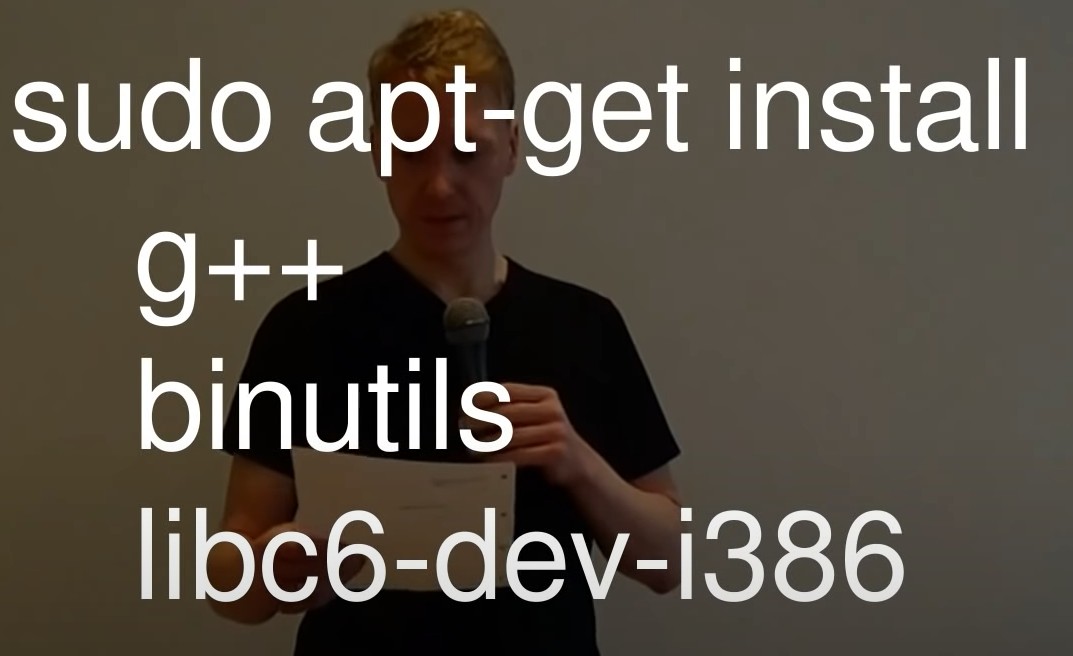 sudo apt-get install
g++
binutils
libc6-dev-i386